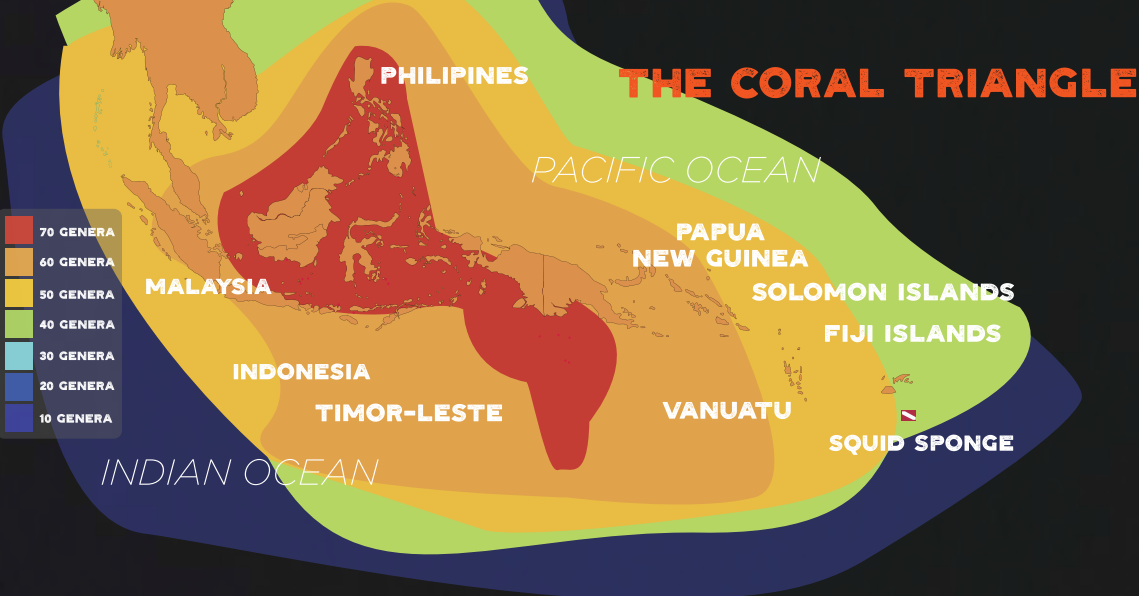 PHILIPINES
THE CORAL TRIANGLE
PACIFIC OCEAN
PAPUA
NEW GUINEA
70 GENERA
60 GENERA
50 GENERA
40 GENERA
30 GENERA
20 GENERA
10 GENERA
MALAYSIA
SOLOMON ISLANDS
FIJI ISLANDS
INDONESIA
TIMOR-LESTE
VANUATU
SQUID SPONGE
INDIAN OCEAN